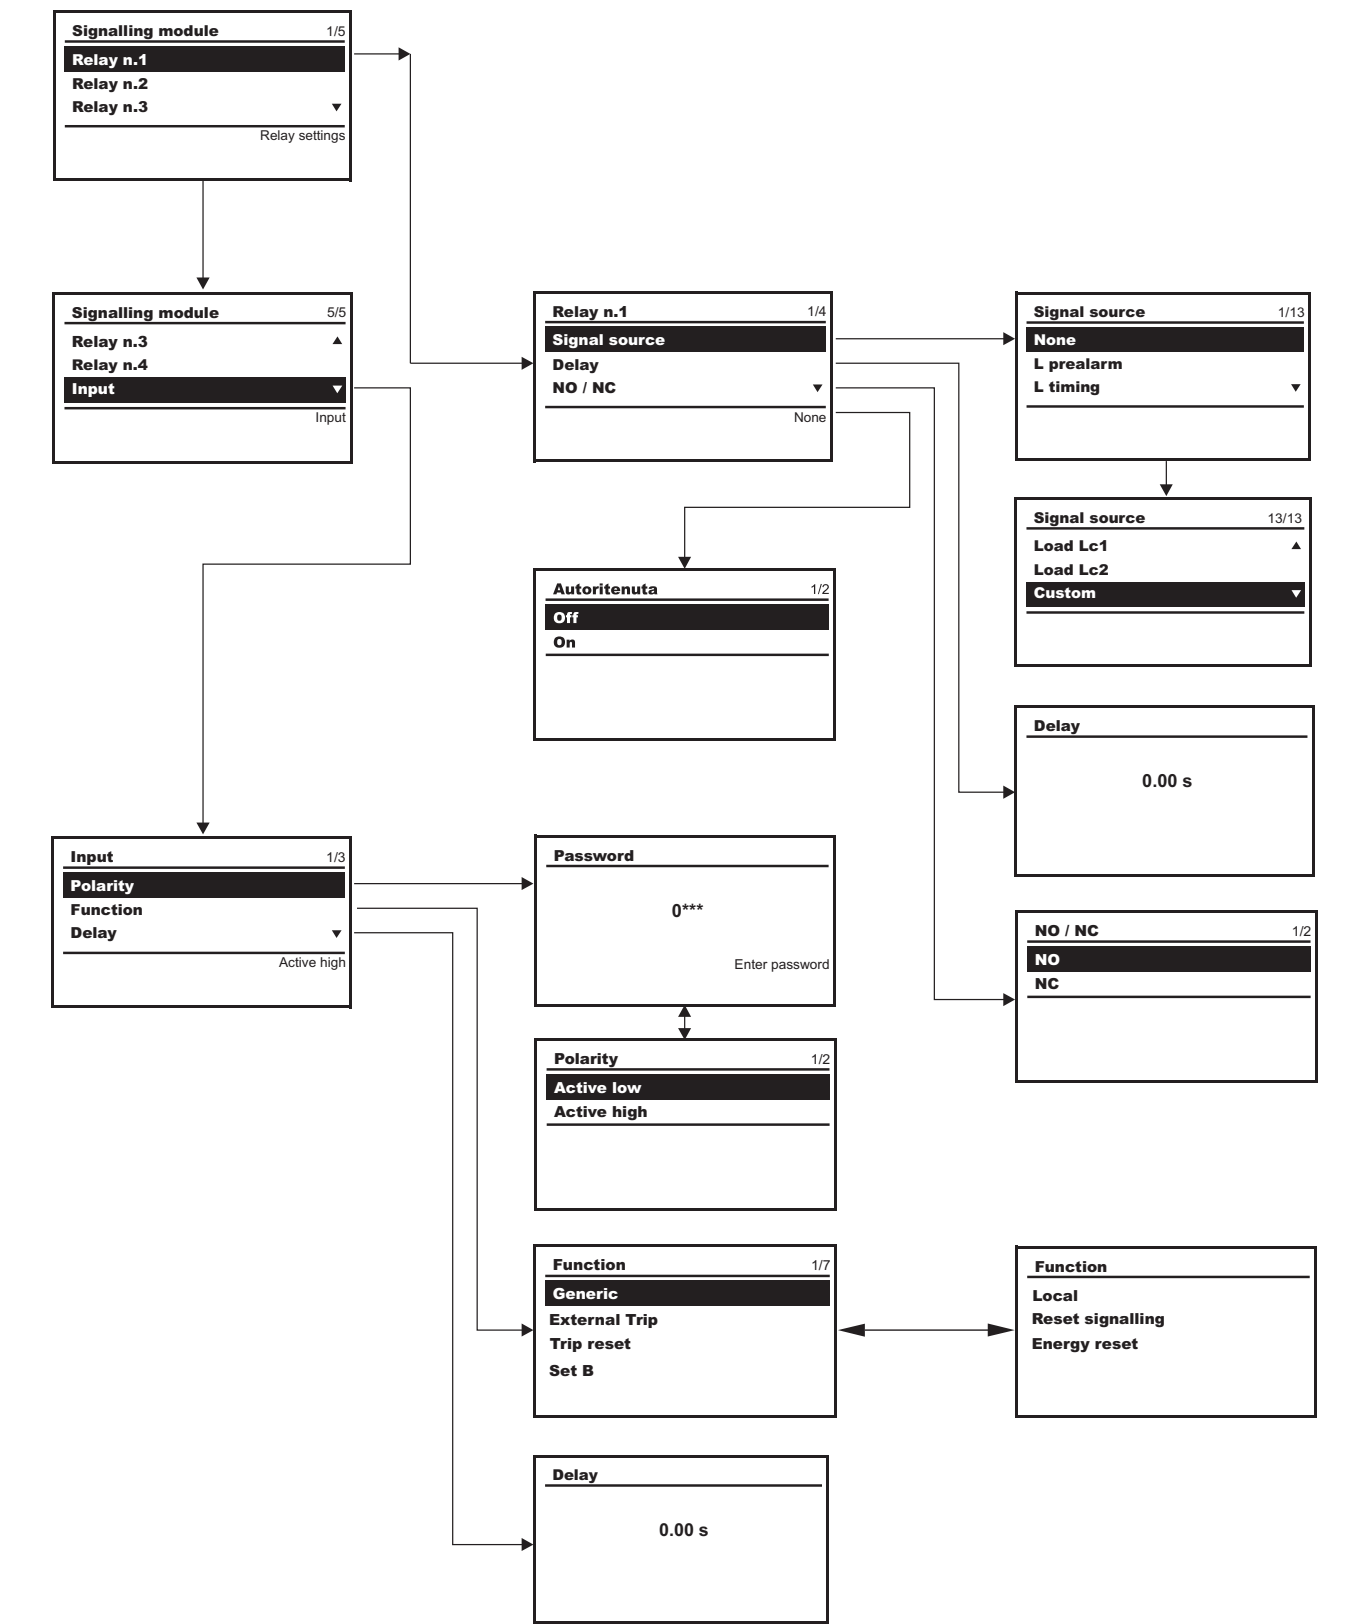 Signalling module 1/5
Relay n.1
Relay n.2
Relay n.3
Relay settings
Signalling module 5/5
Relay n.3
Relay n.4
Input
Input
Relay n.1 1/4
Signal source
Delay
NO / NC
None
Signal source 1/13
None
L prealarm
L timing
Signal source 13/13
Load Lc1
Load Lc2
Custom
Autoritenuta 1/2
Off
On
Delay
0.00 s
Input 1/3
Polarity
Function
Delay
Active high
Password
0***
Enter password
NO / NC 1/2
NO
NC
Polarity 1/2
Active low
Active high
Function 1/7
Generic
External Trip
Trip reset
Set B
Function
Local
Reset signalling
Energy reset
Delay
0.00 s